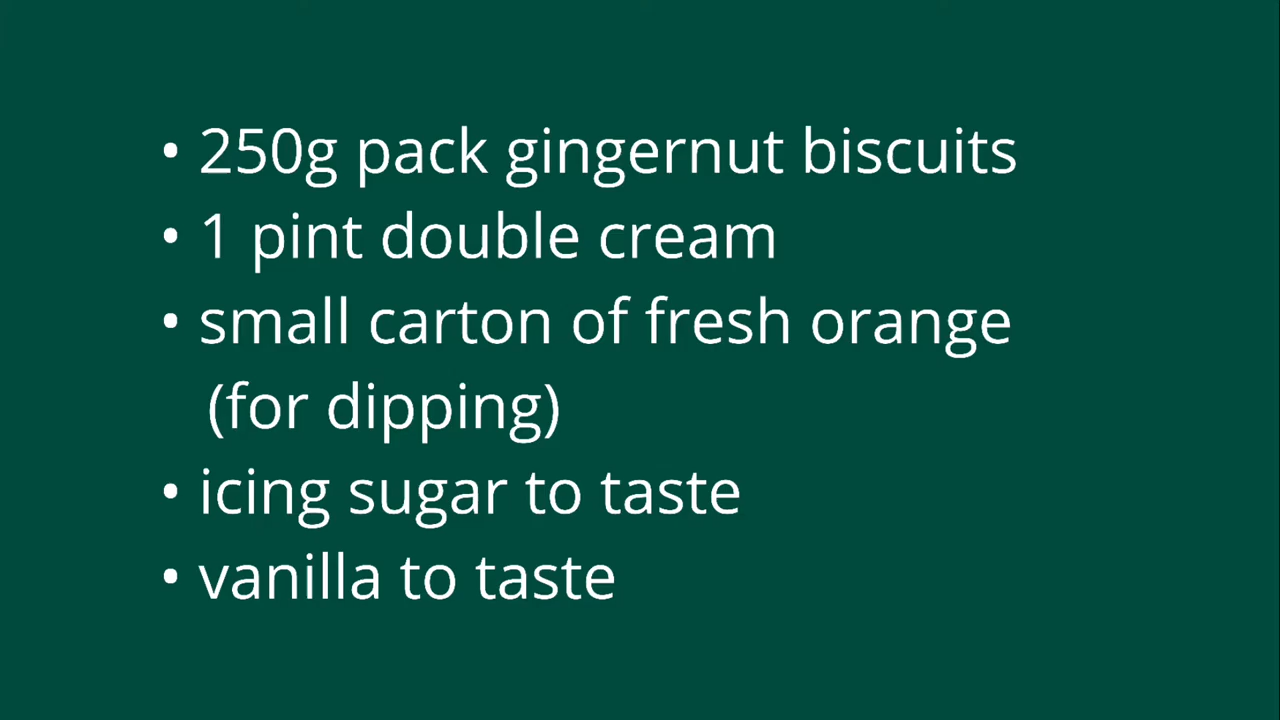 • 250g pack gingernut biscuits
• 1 pint double cream
• small carton of fresh orange
(for dipping)
• icing sugar to taste
• vanilla to taste